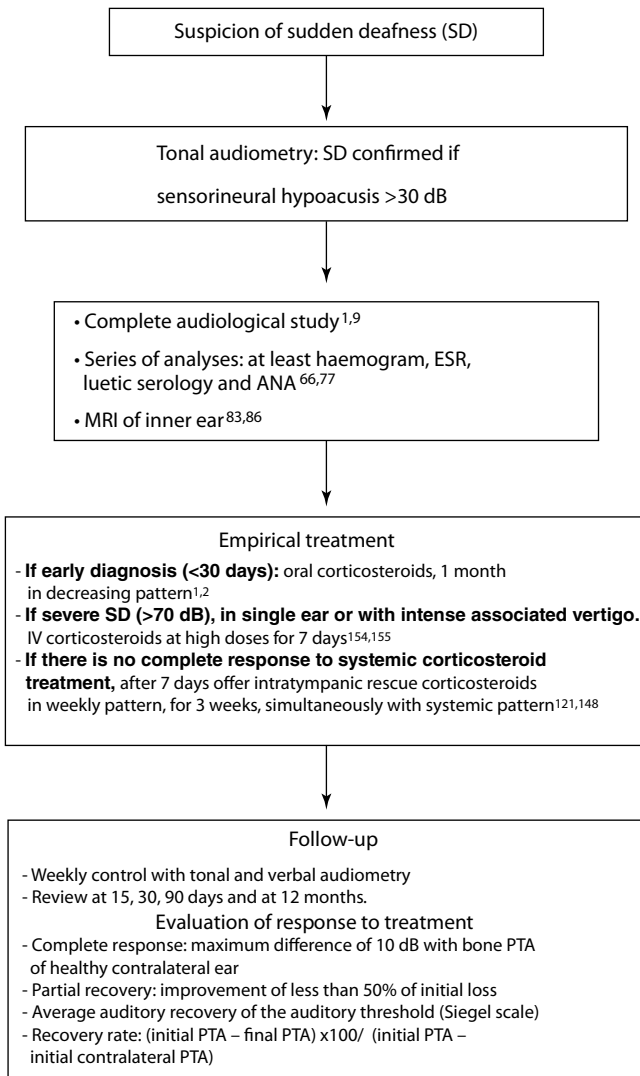 Suspicion of sudden deafness (SD)
Tonal audiometry: SD confirmed if
sensorineural hypoacusis >30 dB
• Complete audiological study1,9
• Series of analyses: at least haemogram, ESR,
luetic serology and ANA 66,77
• MRI of inner ear83,86
Empirical treatment
- If early diagnosis (<30 days): oral corticosteroids, 1 month
in decreasing pattern1,2
- If severe SD (>70 dB), in single ear or with intense associated vertigo.
IV corticosteroids at high doses for 7 days154,155
- If there is no complete response to systemic corticosteroid
treatment, after 7 days offer intratympanic rescue corticosteroids
in weekly pattern, for 3 weeks, simultaneously with systemic pattern121,148
Follow-up
- Weekly control with tonal and verbal audiometry
- Review at 15, 30, 90 days and at 12 months.
Evaluation of response to treatment
- Complete response: maximum difference of 10 dB with bone PTA
of healthy contralateral ear
- Partial recovery: improvement of less than 50% of initial loss
- Average auditory recovery of the auditory threshold (Siegel scale)
- Recovery rate: (initial PTA – final PTA) x100/ (initial PTA –
initial contralateral PTA)